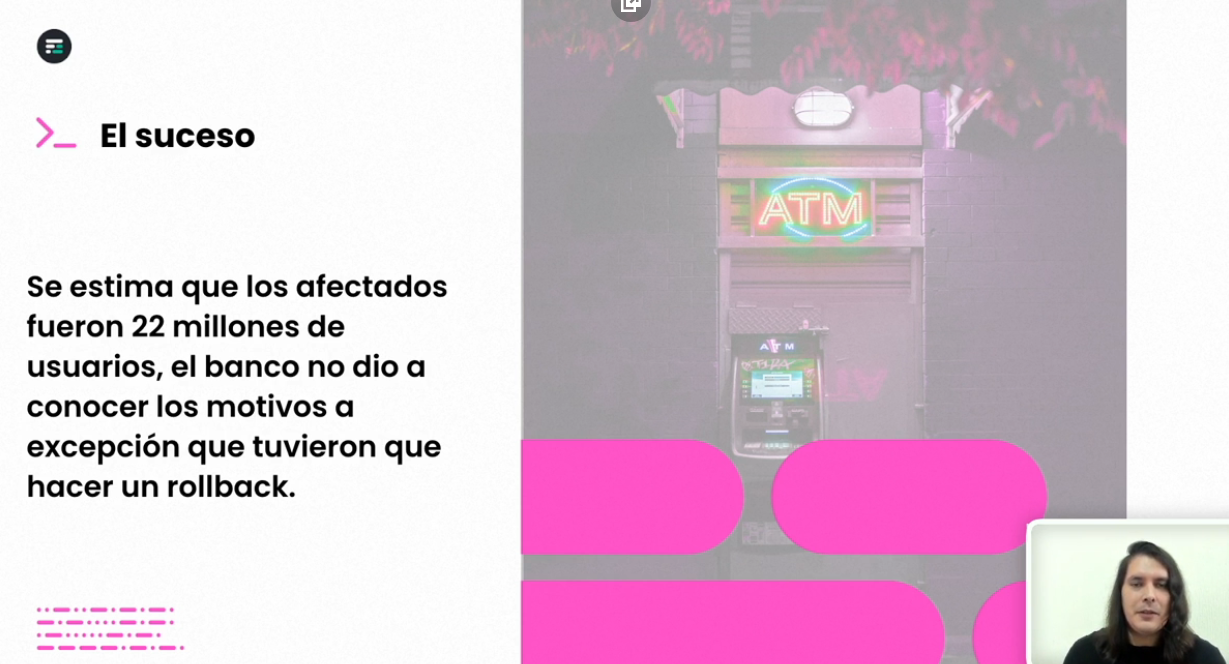 El suceso
ATM
Se estima que los afectados
fueron 22 millones de
usuarios, el banco no dio a
conocer los motivos a
excepción que tuvieron que
hacer un rollback.
ATM